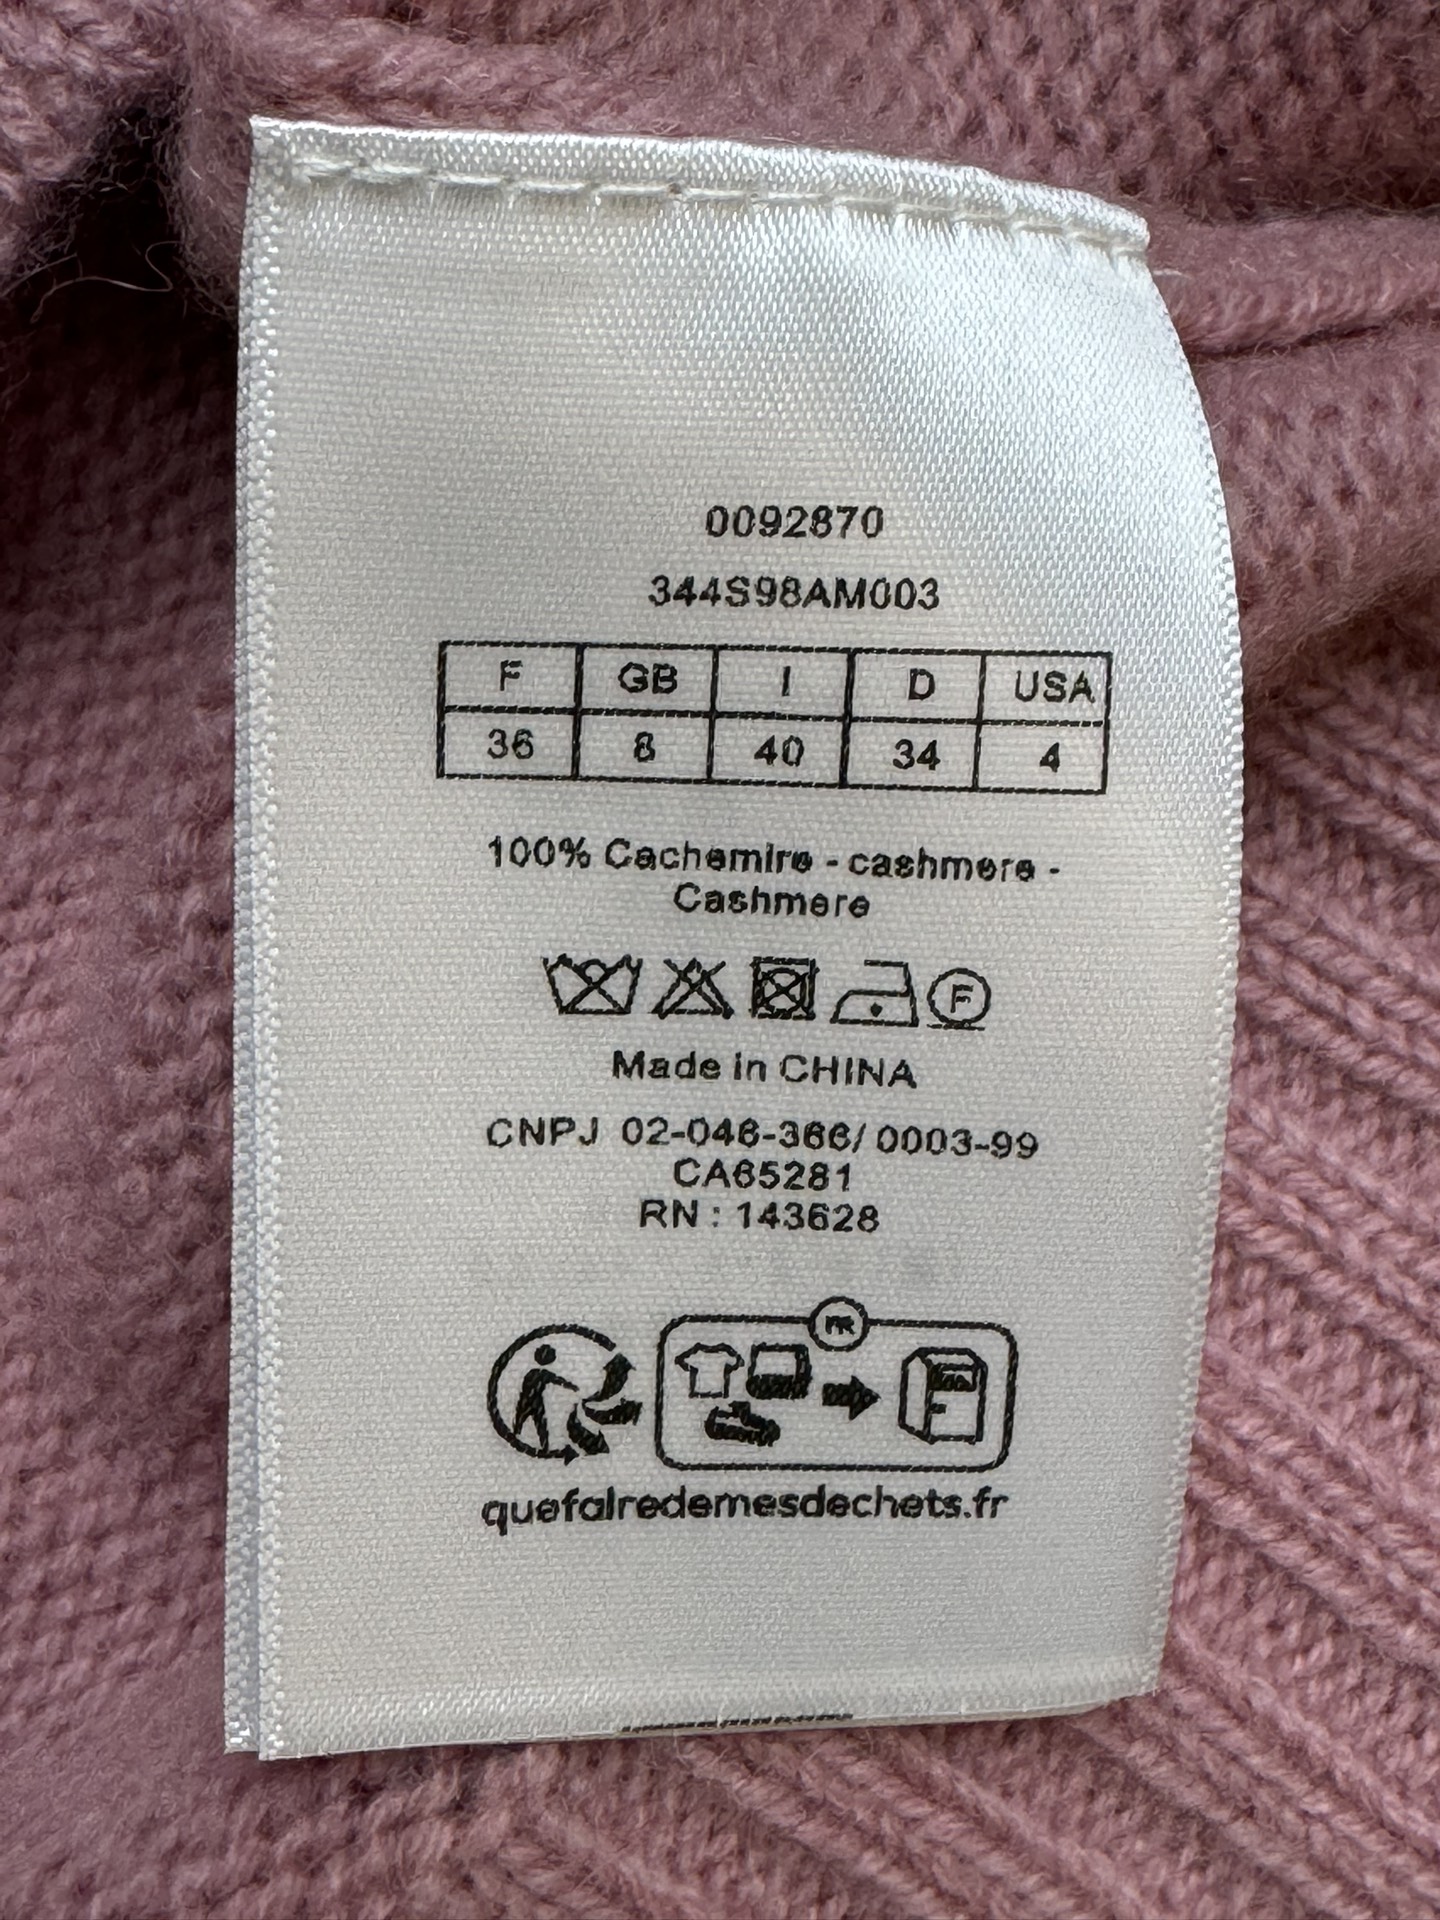 0092870
344S98AM003
F GB I D USA
36 8 40 34 4
100% Cachemire - cashmere -
Cashmere
F
Made in CHINA
CNPJ 02-046-366/ 0003-99
CA65281
RN : 143628
FR
quefairedemesdechets.fr